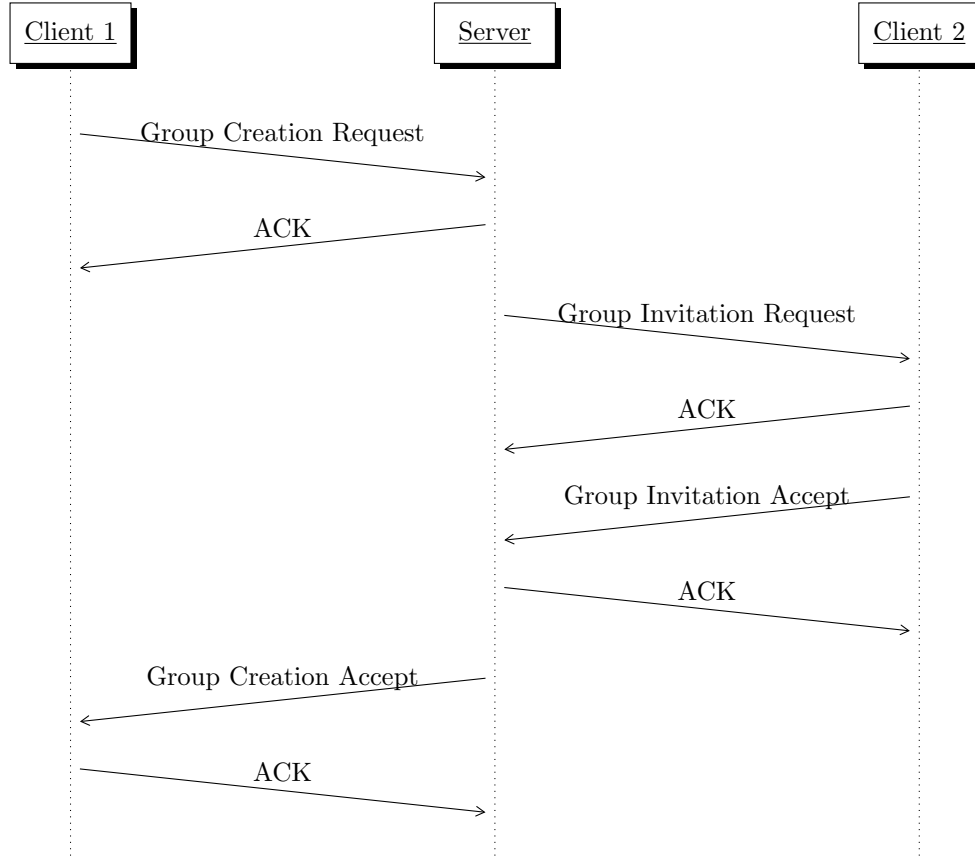 Client 1
Server
Client 2
Group Creation Request
ACK
Group Invitation Request
ACK
Group Invitation Accept
ACK
Group Creation Accept
ACK